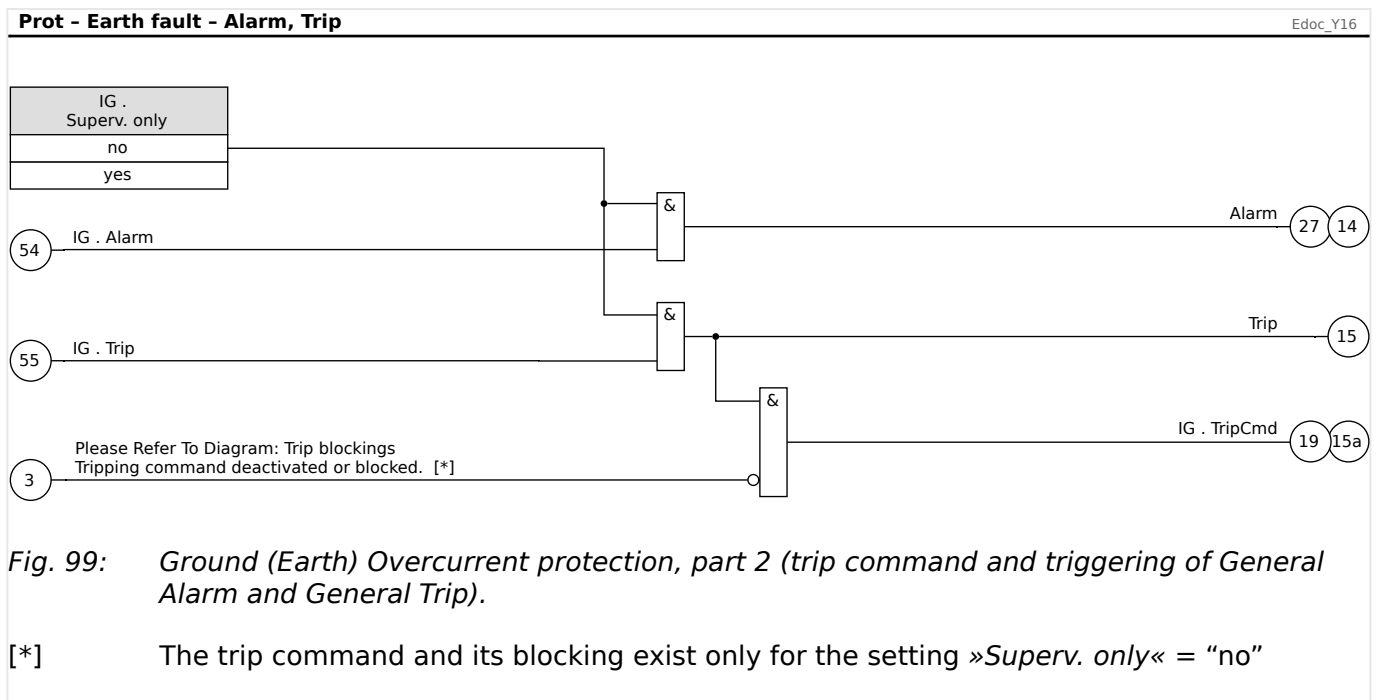 Prot – Earth fault – Alarm, Trip
Edoc_Y16
IG .
Superv. only
no
yes
&
Alarm
27 14
54
IG . Alarm
&
Trip
15
55
IG . Trip
&
IG . TripCmd
19 15a
Please Refer To Diagram: Trip blockings
Tripping command deactivated or blocked. [*]
3
Fig. 99: Ground (Earth) Overcurrent protection, part 2 (trip command and triggering of General
Alarm and General Trip).
[*] The trip command and its blocking exist only for the setting »Superv. only« = “no”